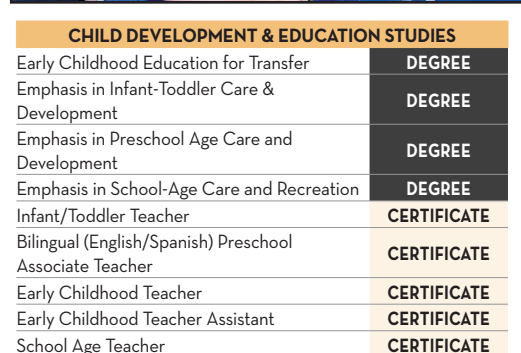 CHILD DEVELOPMENT & EDUCATION STUDIES
Early Childhood Education for Transfer DEGREE
Emphasis in Infant-Toddler Care &
Development DEGREE
Emphasis in Preschool Age Care and
Development DEGREE
Emphasis in School-Age Care and Recreation DEGREE
Infant/Toddler Teacher CERTIFICATE
Bilingual (English/Spanish) Preschool
Associate Teacher CERTIFICATE
Early Childhood Teacher CERTIFICATE
Early Childhood Teacher Assistant CERTIFICATE
School Age Teacher CERTIFICATE